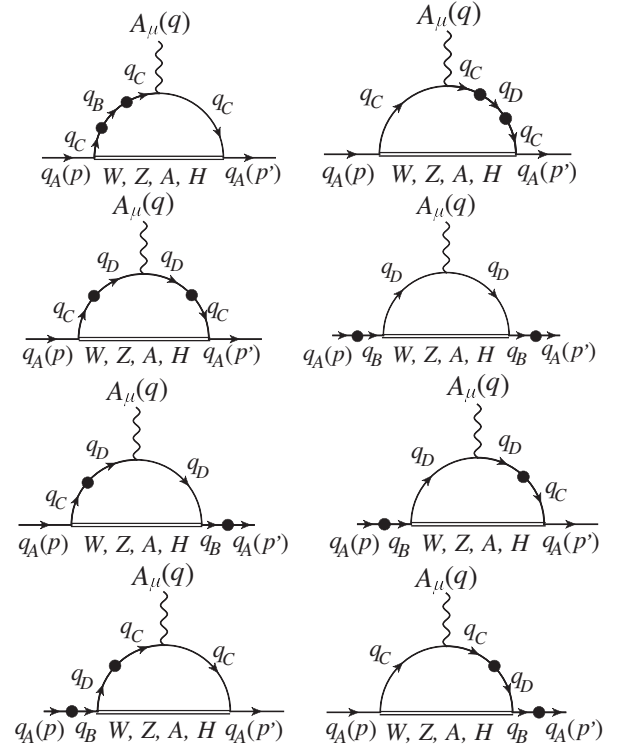 A_μ(q) A_μ(q)
q_C q_C
q_B q_C q_C q_D
q_C q_C
q_A(p) W, Z, A, H q_A(p') q_A(p) W, Z, A, H q_A(p')
A_μ(q) A_μ(q)
q_D q_D q_D q_D
q_C q_C
q_A(p) W, Z, A, H q_A(p') q_A(p) q_B W, Z, A, H q_B q_A(p')
A_μ(q) A_μ(q)
q_D q_D q_D q_D
q_C q_C
q_A(p) W, Z, A, H q_B q_A(p') q_A(p) q_B W, Z, A, H q_A(p')
A_μ(q) A_μ(q)
q_C q_C q_C q_C
q_D q_D
q_A(p) q_B W, Z, A, H q_A(p') q_A(p) W, Z, A, H q_B q_A(p')